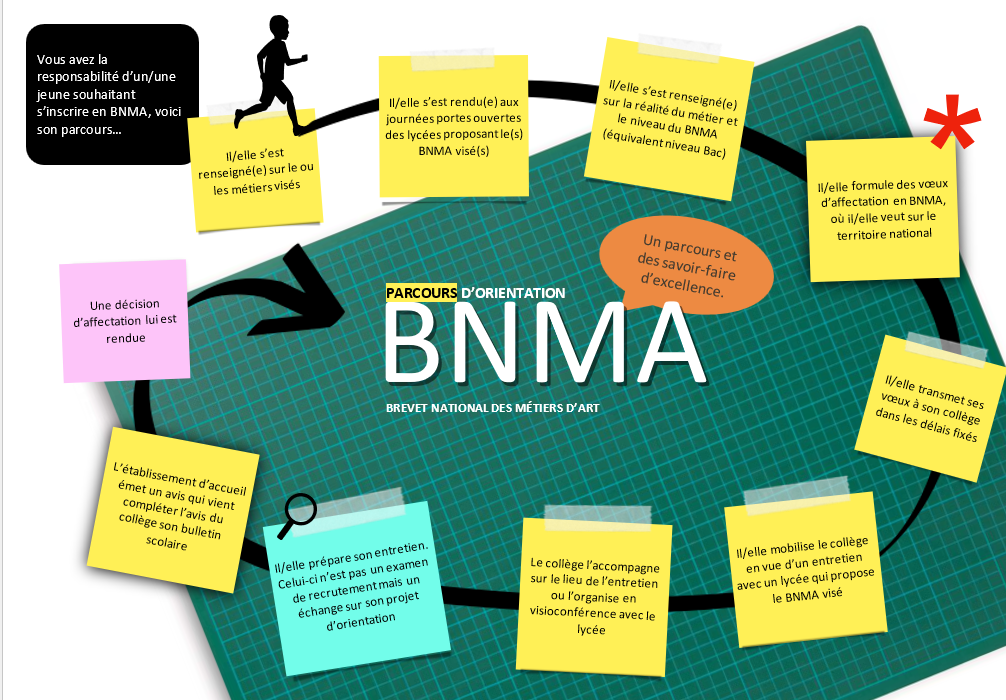 Vous avez la
responsabilité d'un/une
jeune souhaitant
s'inscrire en BNMA, voici
son parcours…
Il/elle s'est
renseigné(e) sur le ou
les métiers visés
Il/elle s'est rendu(e) aux
journées portes ouvertes
des lycées proposant le(s)
BNMA visé(s)
Il/elle s'est renseigné(e)
sur la réalité du métier et
le niveau du BNMA
(équivalent niveau Bac)
*
Il/elle formule des vœux
d'affectation en BNMA,
où il/elle veut sur le
territoire national
Il/elle transmet ses
vœux à son collège
dans les délais fixés
Il/elle mobilise le collège
en vue d'un entretien
avec un lycée qui propose
le BNMA visé
Le collège l'accompagne
sur le lieu de l'entretien
ou l'organise en
visioconférence avec le
lycée
Il/elle prépare son entretien.
Celui-ci n'est pas un examen
de recrutement mais un
échange sur son projet
d'orientation
L'établissement d'accueil
émet un avis qui vient
compléter l'avis du
collège son bulletin
scolaire
Une décision
d'affectation lui est
rendue
Un parcours et
des savoir-faire
d'excellence.
PARCOURS D'ORIENTATION
BNMA
BREVET NATIONAL DES MÉTIERS D'ART